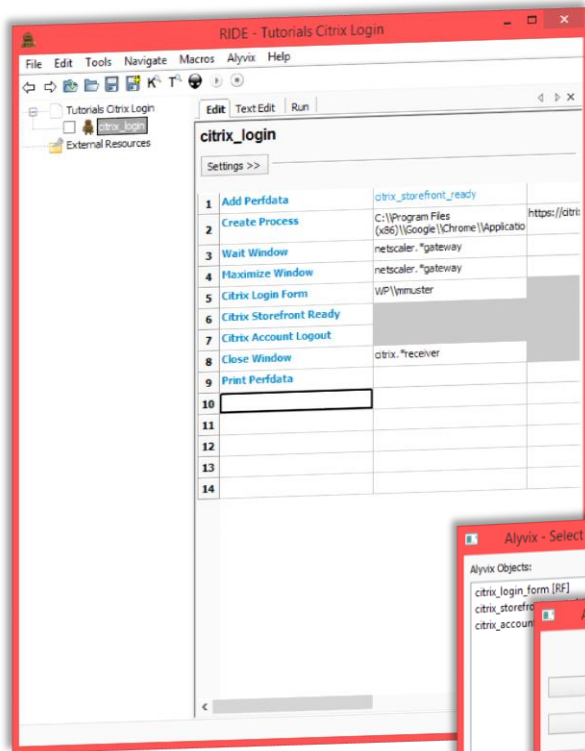 RIDE - Tutorials Citrix Login
File Edit Tools Navigate Macros Alyvix Help
Tutorials Citrix Login
citrix_login
External Resources
Edit Text Edit Run
citrix_login
Settings >>
1 Add Perfdata citrix_storefront_ready
2 Create Process C:\\Program Files (x86)\\Google\\Chrome\\Applicatio https://citri
3 Wait Window netscaler.*gateway
4 Maximize Window netscaler.*gateway
5 Citrix Login Form WP\\mmuster
6 Citrix Storefront Ready
7 Citrix Account Logout
8 Close Window citrix.*receiver
9 Print Perfdata
10
11
12
13
14
Alyvix - Select
Alyvix Objects:
citrix_login_form [RF]
citrix_storefro
citrix_accoun